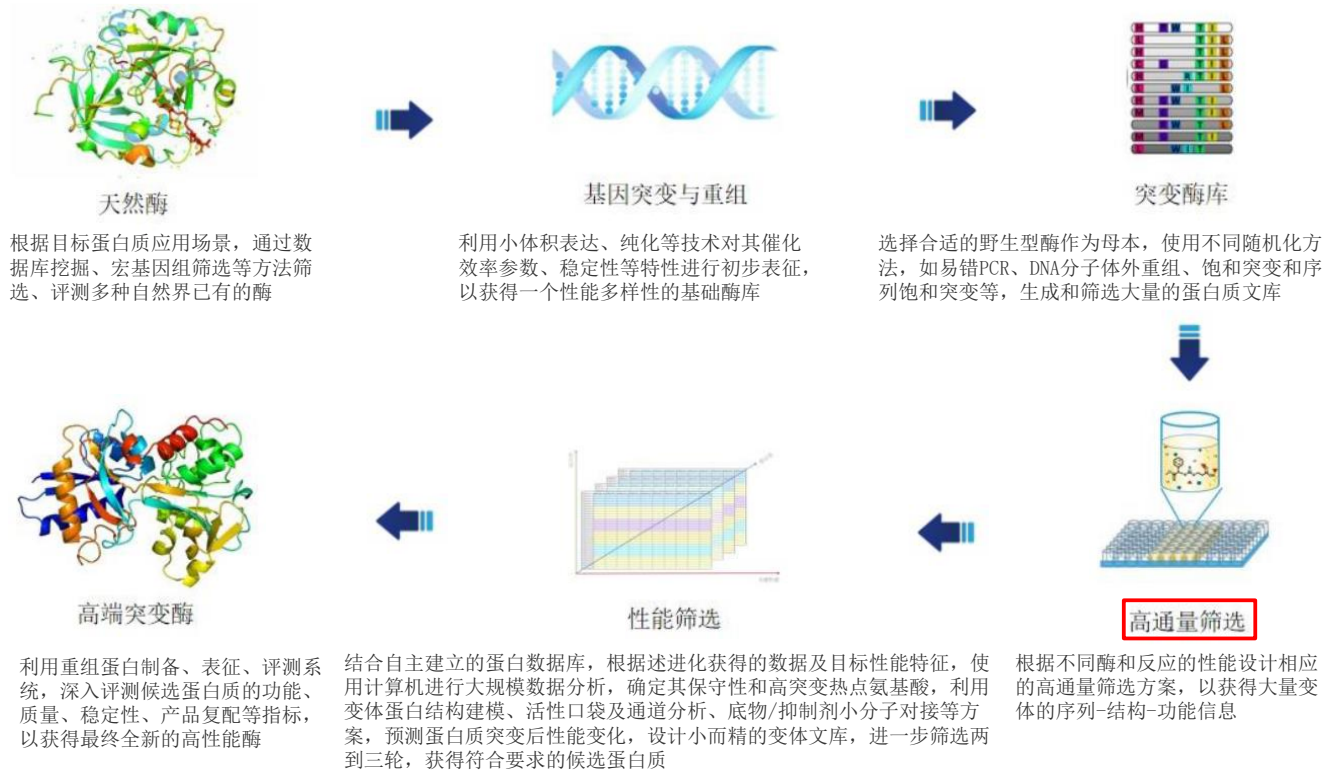 天然酶
根据目标蛋白质应用场景，通过数
据库挖掘、宏基因组筛选等方法筛
选、评测多种自然界已有的酶
基因突变与重组
利用小体积表达、纯化等技术对其催化
效率参数、稳定性等特性进行初步表征，
以获得一个性能多样性的基础酶库
突变酶库
选择合适的野生型酶作为母本，使用不同随机化方
法，如易错PCR、DNA分子体外重组、饱和突变和序
列饱和突变等，生成和筛选大量的蛋白质文库
高通量筛选
根据不同酶和反应的性能设计相应
的高通量筛选方案，以获得大量变
体的序列-结构-功能信息
性能筛选
结合自主建立的蛋白数据库，根据述进化获得的数据及目标性能特征，使
用计算机进行大规模数据分析，确定其保守性和高突变热点氨基酸，利用
变体蛋白结构建模、活性口袋及通道分析、底物/抑制剂小分子对接等方
案，预测蛋白质突变后性能变化，设计小而精的变体文库，进一步筛选两
到三轮，获得符合要求的候选蛋白质
高端突变酶
利用重组蛋白制备、表征、评测系
统，深入评测候选蛋白质的功能、
质量、稳定性、产品复配等指标，
以获得最终全新的高性能酶